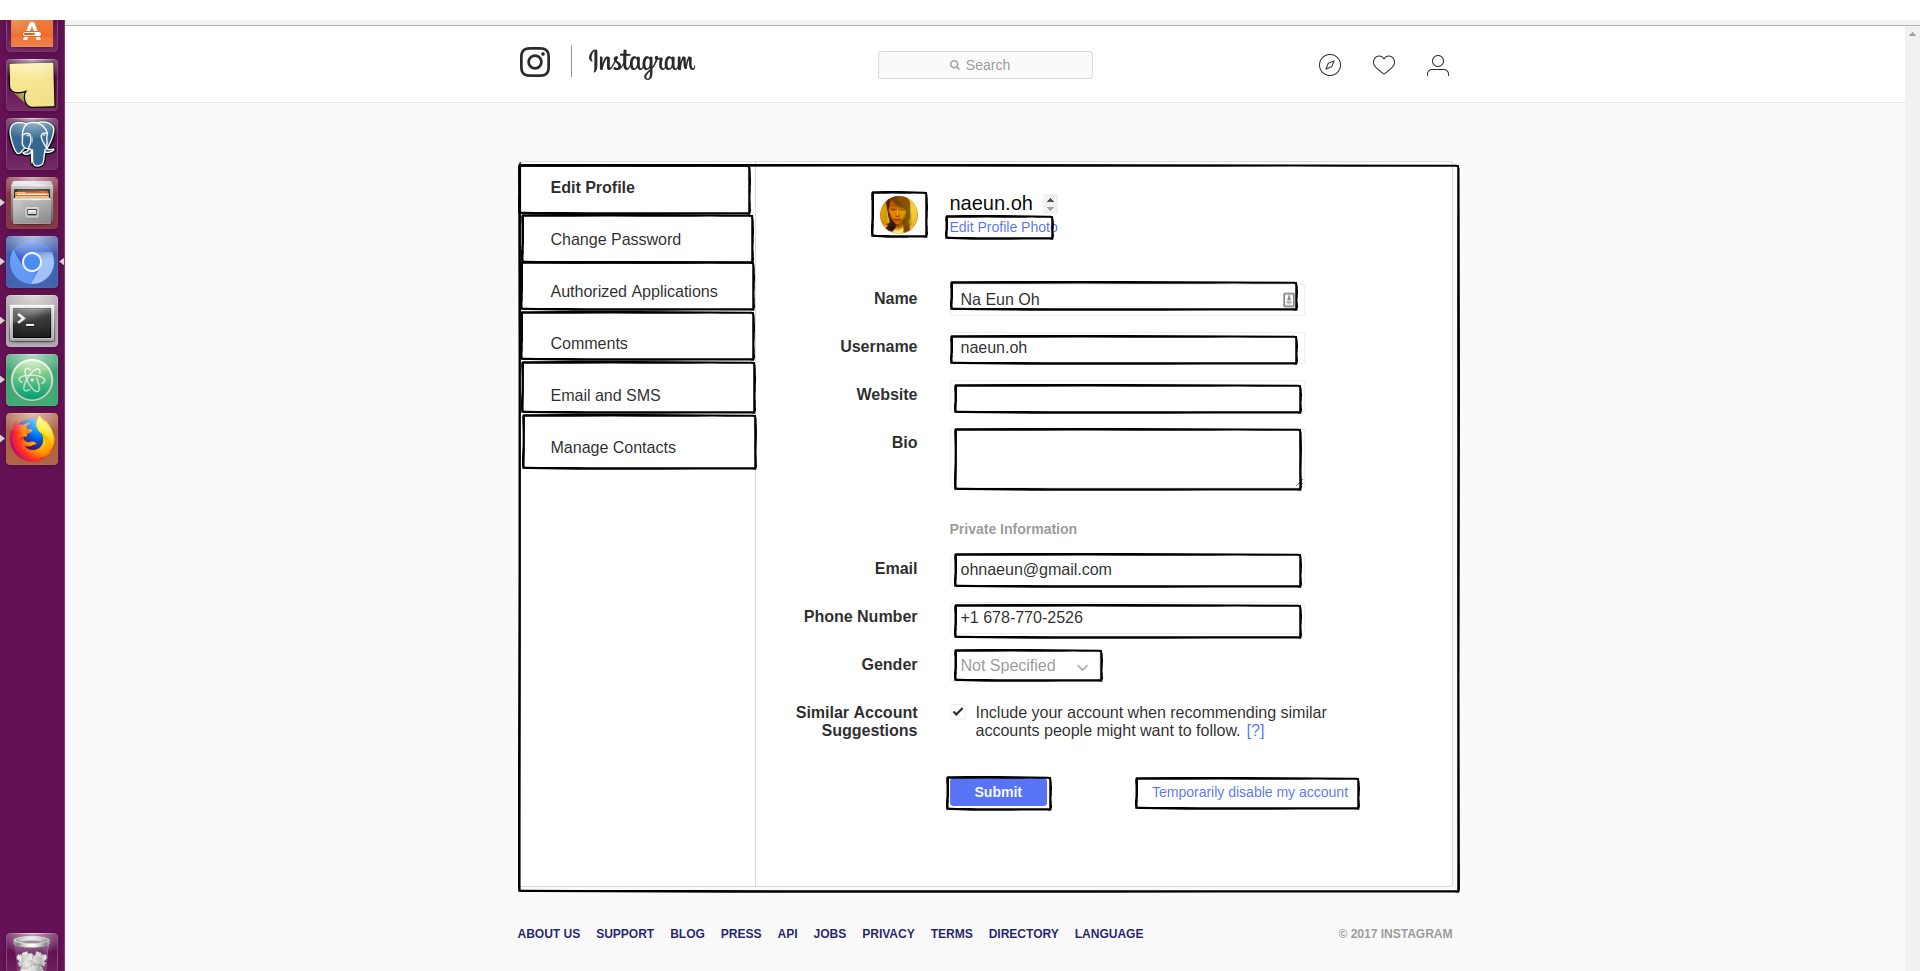 Instagram
Search
Edit Profile
Change Password
Authorized Applications
Comments
Email and SMS
Manage Contacts
naeun.oh
Edit Profile Photo
Name Na Eun Oh
Username naeun.oh
Website
Bio
Private Information
Email ohnaeun@gmail.com
Phone Number +1 678-770-2526
Gender Not Specified
Similar Account Include your account when recommending similar
Suggestions accounts people might want to follow. [?]
Submit Temporarily disable my account
ABOUT US SUPPORT BLOG PRESS API JOBS PRIVACY TERMS DIRECTORY LANGUAGE © 2017 INSTAGRAM